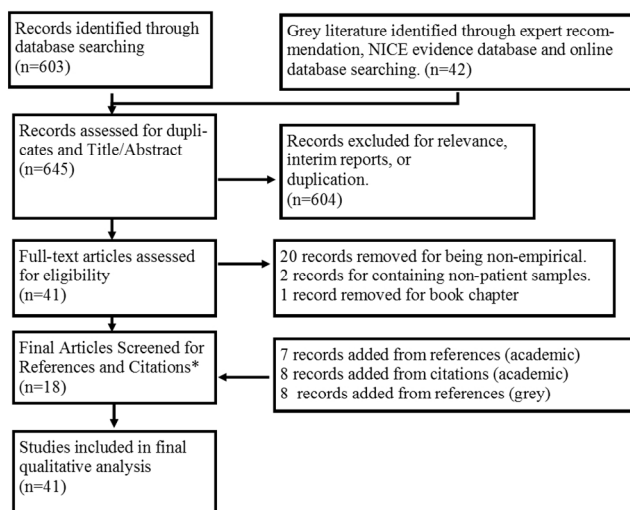 Records identified through
database searching
(n=603)
Grey literature identified through expert recom-
mendation, NICE evidence database and online
database searching. (n=42)
Records assessed for dupli-
cates and Title/Abstract
(n=645)
Records excluded for relevance,
interim reports, or
duplication.
(n=604)
Full-text articles assessed
for eligibility
(n=41)
20 records removed for being non-empirical.
2 records for containing non-patient samples.
1 record removed for book chapter
Final Articles Screened for
References and Citations*
(n=18)
7 records added from references (academic)
8 records added from citations (academic)
8 records added from references (grey)
Studies included in final
qualitative analysis
(n=41)